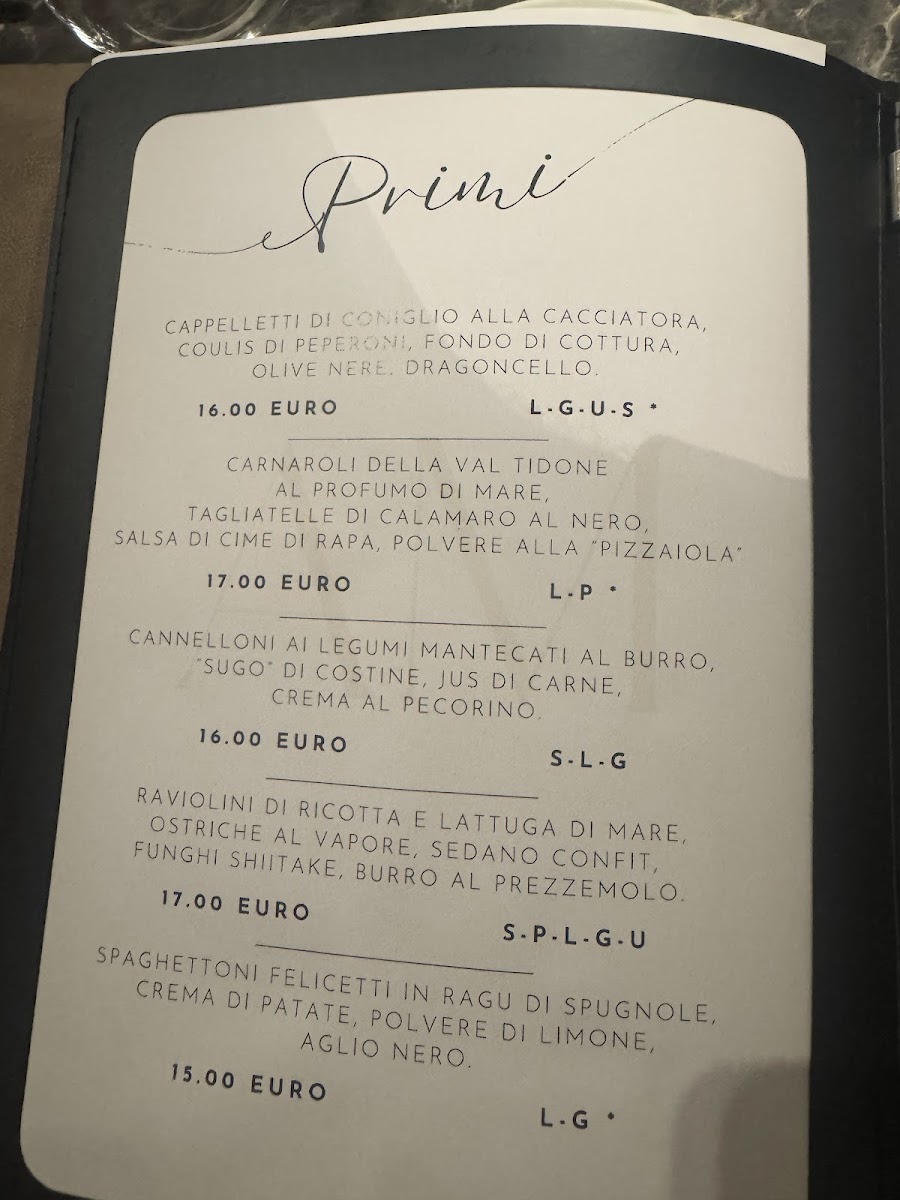 Primi
CAPPELLETTI DI CONIGLIO ALLA CACCIATORA,
COULIS DI PEPERONI, FONDO DI COTTURA,
OLIVE NERE. DRAGONCELLO.
16.00 EURO L-G-U-S *
CARNAROLI DELLA VAL TIDONE
AL PROFUMO DI MARE,
TAGLIATELLE DI CALAMARO AL NERO,
SALSA DI CIME DI RAPA, POLVERE ALLA "PIZZAIOLA"
17.00 EURO L-P *
CANNELLONI AI LEGUMI MANTECATI AL BURRO,
"SUGO" DI COSTINE, JUS DI CARNE,
CREMA AL PECORINO.
16.00 EURO S-L-G
RAVIOLINI DI RICOTTA E LATTUGA DI MARE,
OSTRICHE AL VAPORE, SEDANO CONFIT,
FUNGHI SHIITAKE, BURRO AL PREZZEMOLO.
17.00 EURO S-P-L-G-U
SPAGHETTONI FELICETTI IN RAGU DI SPUGNOLE,
CREMA DI PATATE, POLVERE DI LIMONE,
AGLIO NERO.
15.00 EURO L-G *